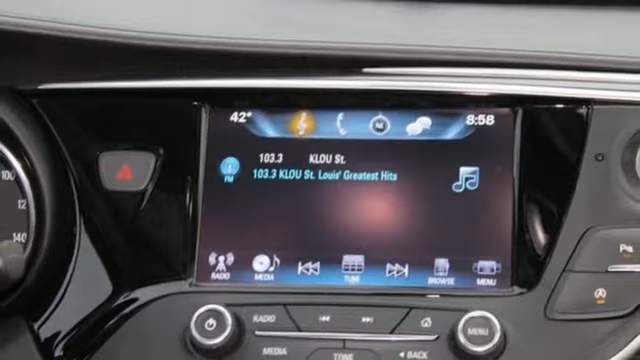 42° 8:58
103.3 KLOU St.
103.3 KLOU St. Louis' Greatest Hits
FM
RADIO MEDIA TUNE BROWSE MENU
RADIO MENU
MEDIA TONE BACK
100
12
140
P
A